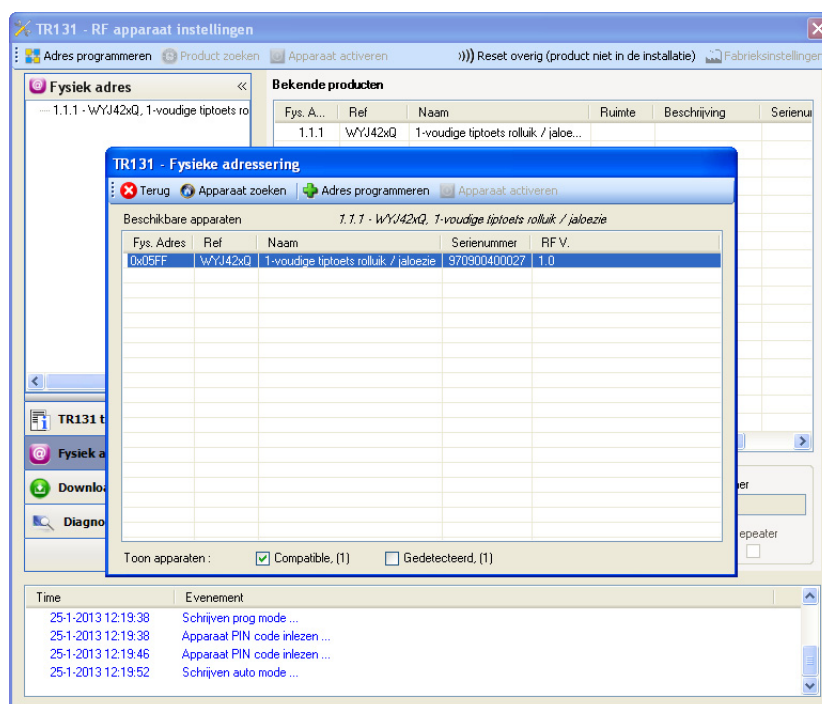 TR131 - RF apparaat instellingen
Adres programmeren Product zoeken Apparaat activeren Reset overig (product niet in de installatie) Fabrieksinstellingen
Fysiek adres
1.1.1 - WYJ42xQ, 1-voudige tiptoets ro
Bekende producten
Fys. A... Ref Naam Ruimte Beschrijving Serienu
1.1.1 WYJ42xQ 1-voudige tiptoets rolluik / jaloe...
TR131 - Fysieke adressering
Terug Apparaat zoeken Adres programmeren Apparaat activeren
Beschikbare apparaten 1.1.1 - WYJ42xQ, 1-voudige tiptoets rolluik / jaloezie
Fys. Adres Ref Naam Serienummer RF V.
0x05FF WYJ42xQ 1-voudige tiptoets rolluik / jaloezie 970900400027 1.0
Toon apparaten : Compatible, (1) Gedetecteerd, (1)
TR131 t
Fysiek a
Downloa
Diagno
er
epeater
Time Evenement
25-1-2013 12:19:38 Schrijven prog mode ...
25-1-2013 12:19:38 Apparaat PIN code inlezen ...
25-1-2013 12:19:46 Apparaat PIN code inlezen ...
25-1-2013 12:19:52 Schrijven auto mode ...